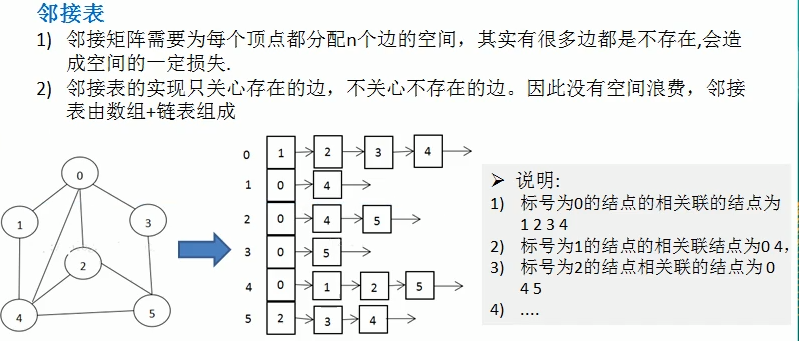 邻接表
1) 邻接矩阵需要为每个顶点都分配n个边的空间，其实有很多边都是不存在,会造
成空间的一定损失.
2) 邻接表的实现只关心存在的边，不关心不存在的边。因此没有空间浪费，邻接
表由数组+链表组成
0
1
3
2
4
5
0 1 2 3 4
1 0 4
2 0 4 5
3 0 5
4 0 1 2 5
5 2 3 4
➢ 说明:
1) 标号为0的结点的相关联的结点为
1 2 3 4
2) 标号为1的结点的相关联结点为0 4，
3) 标号为2的结点相关联的结点为 0
4 5
4) ....